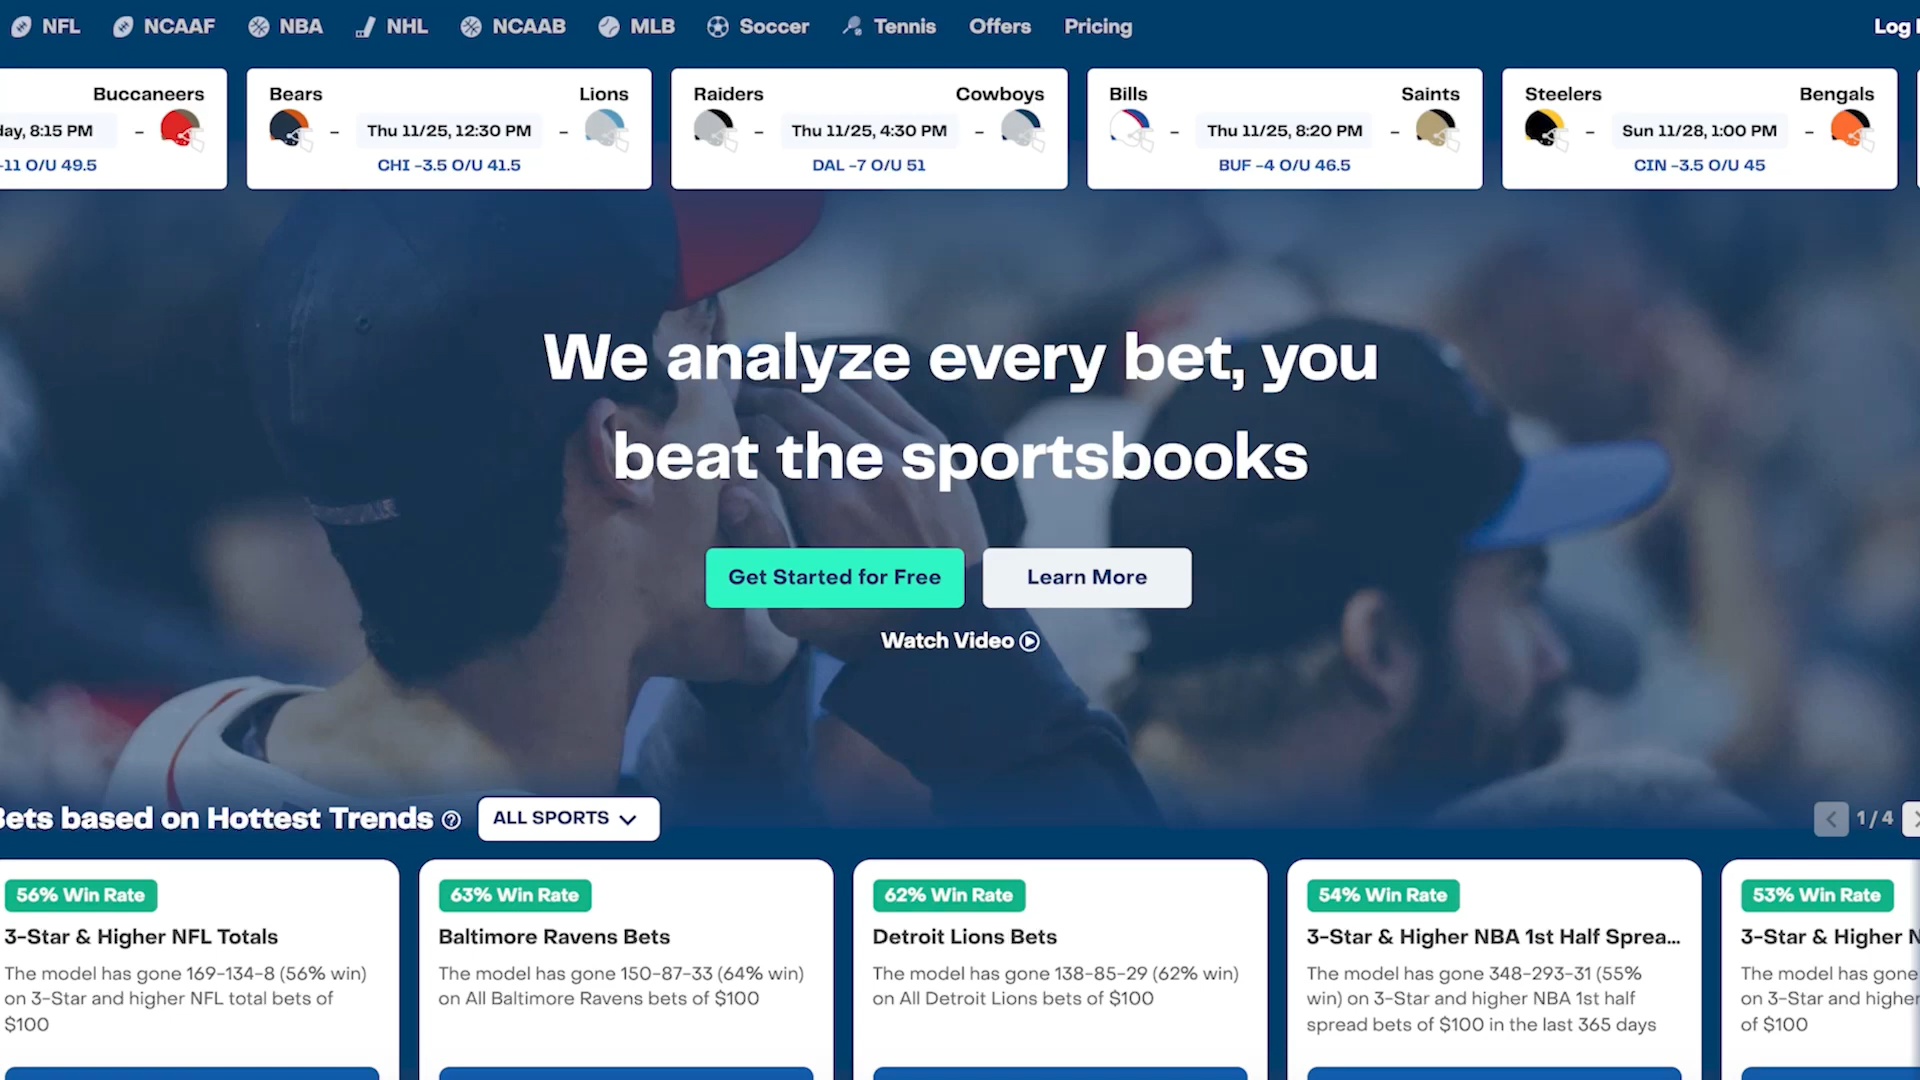 NFL NCAAF NBA NHL NCAAB MLB Soccer Tennis Offers Pricing Log
Buccaneers
day, 8:15 PM –
-11 O/U 49.5
Bears Lions
– Thu 11/25, 12:30 PM –
CHI -3.5 O/U 41.5
Raiders Cowboys
– Thu 11/25, 4:30 PM –
DAL -7 O/U 51
Bills Saints
– Thu 11/25, 8:20 PM –
BUF -4 O/U 46.5
Steelers Bengals
– Sun 11/28, 1:00 PM –
CIN -3.5 O/U 45
We analyze every bet, you
beat the sportsbooks
Get Started for Free Learn More
Watch Video
Bets based on Hottest Trends ? ALL SPORTS 1 / 4
56% Win Rate
3-Star & Higher NFL Totals
The model has gone 169-134-8 (56% win)
on 3-Star and higher NFL total bets of
$100
63% Win Rate
Baltimore Ravens Bets
The model has gone 150-87-33 (64% win)
on All Baltimore Ravens bets of $100
62% Win Rate
Detroit Lions Bets
The model has gone 138-85-29 (62% win)
on All Detroit Lions bets of $100
54% Win Rate
3-Star & Higher NBA 1st Half Sprea...
The model has gone 348-293-31 (55%
win) on 3-Star and higher NBA 1st half
spread bets of $100 in the last 365 days
53% Win Rate
3-Star & Higher N
The model has gone
on 3-Star and higher
of $100